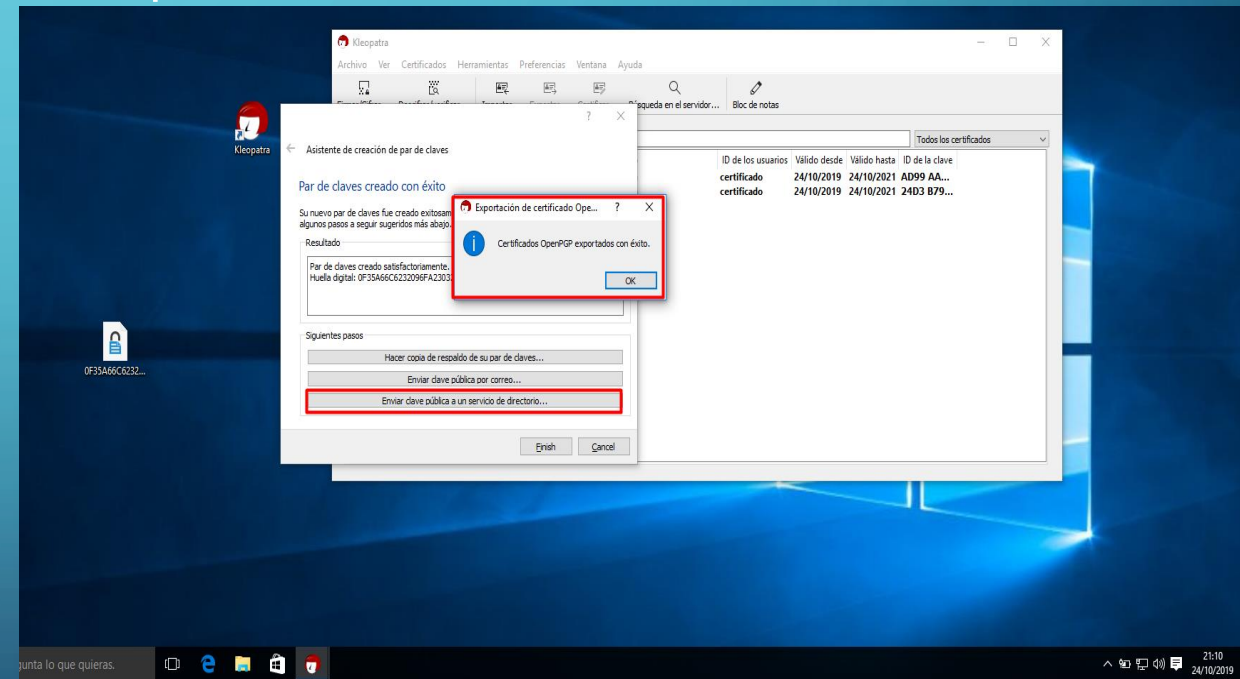 Kleopatra
Archivo Ver Certificados Herramientas Preferencias Ventana Ayuda
Búsqueda en el servidor... Bloc de notas
? X
Kleopatra
Asistente de creación de par de claves
Todos los certificados
ID de los usuarios Válido desde Válido hasta ID de la clave
certificado 24/10/2019 24/10/2021 AD99 AA...
certificado 24/10/2019 24/10/2021 24D3 B79...
Par de claves creado con éxito
Su nuevo par de claves fue creado
algunos pasos a seguir sugeridos más abajo.
Exportación de certificado Ope... ? X
Certificados OpenPGP exportados con éxito.
OK
Resultado
Par de claves creado satisfactoriamente.
Huella digital: 0F35A66C6232096FA2303
Siguientes pasos
Hacer copia de respaldo de su par de claves...
Enviar clave pública por correo...
Enviar clave pública a un servicio de directorio...
Finish Cancel
0F35A66C6232...
gunta lo que quieras.
21:10
24/10/2019